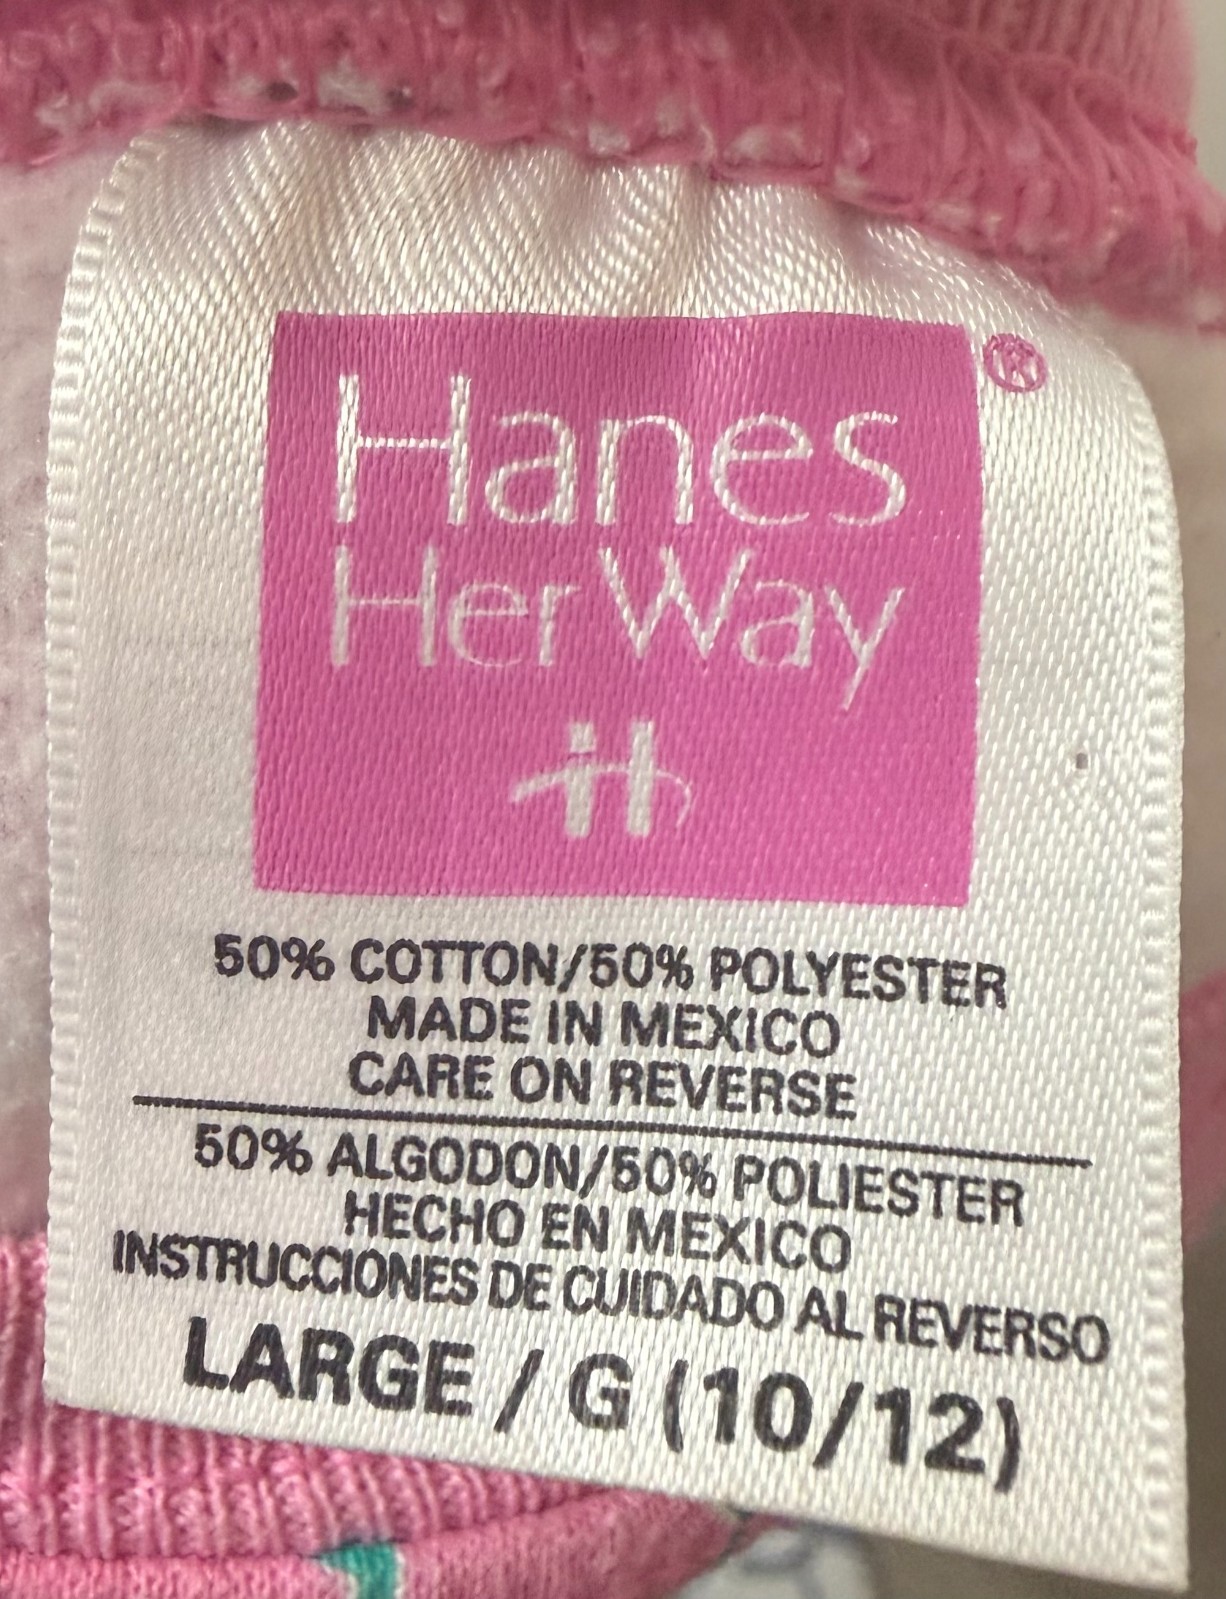 Hanes ®
Her Way
50% COTTON/50% POLYESTER
MADE IN MEXICO
CARE ON REVERSE
50% ALGODON/50% POLIESTER
HECHO EN MEXICO
INSTRUCCIONES DE CUIDADO AL REVERSO
LARGE / G (10/12)